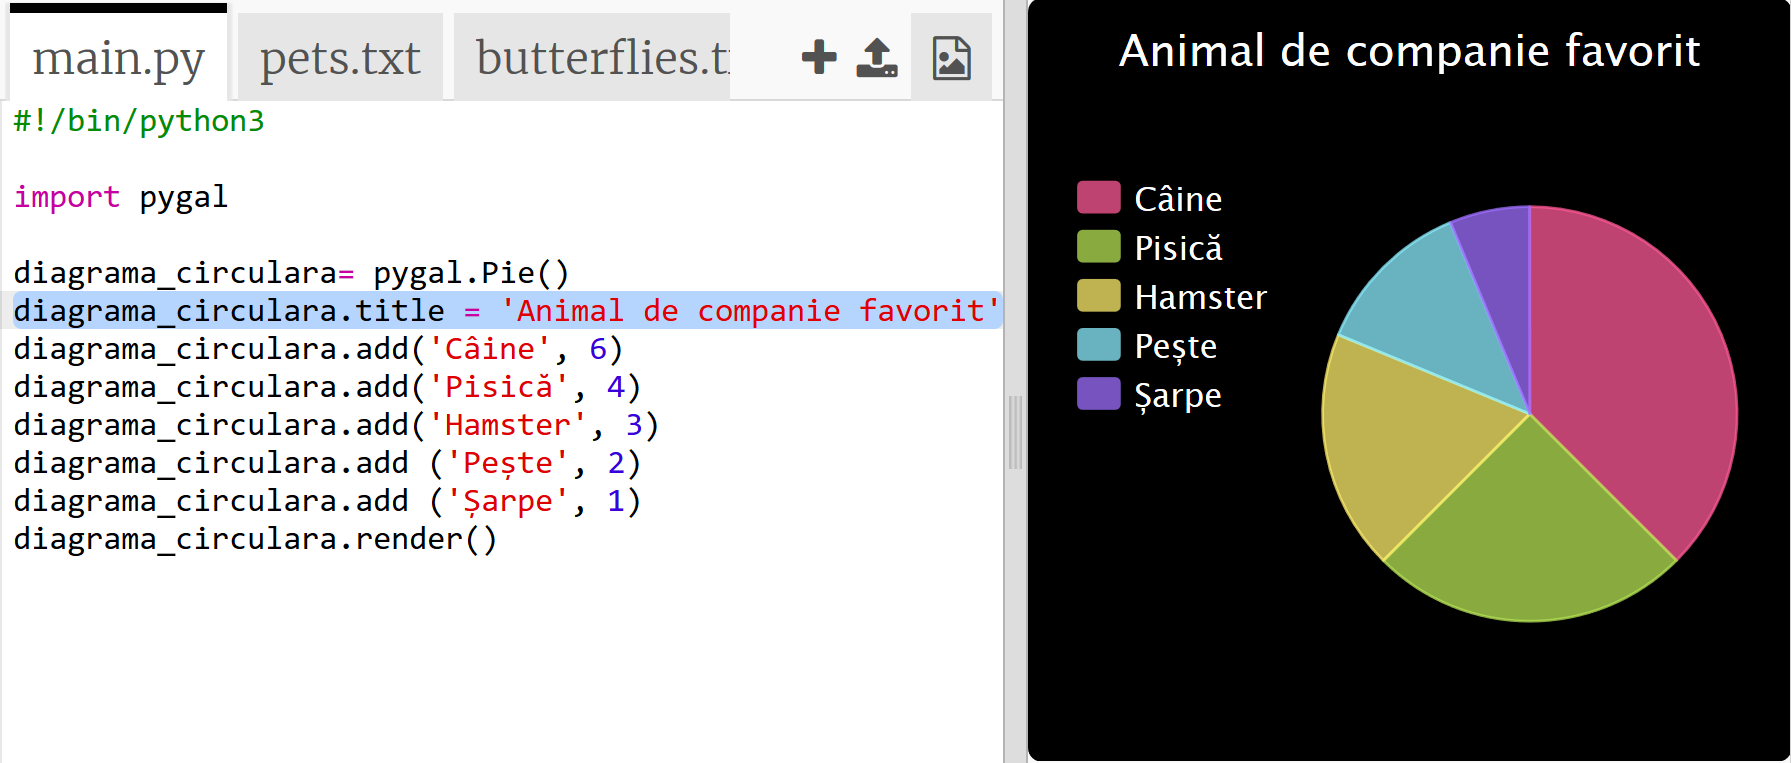 main.py pets.txt butterflies.t
#!/bin/python3
import pygal
diagrama_circulara= pygal.Pie()
diagrama_circulara.title = 'Animal de companie favorit'
diagrama_circulara.add('Câine', 6)
diagrama_circulara.add('Pisică', 4)
diagrama_circulara.add('Hamster', 3)
diagrama_circulara.add ('Pește', 2)
diagrama_circulara.add ('Șarpe', 1)
diagrama_circulara.render()
Animal de companie favorit
Câine
Pisică
Hamster
Pește
Șarpe